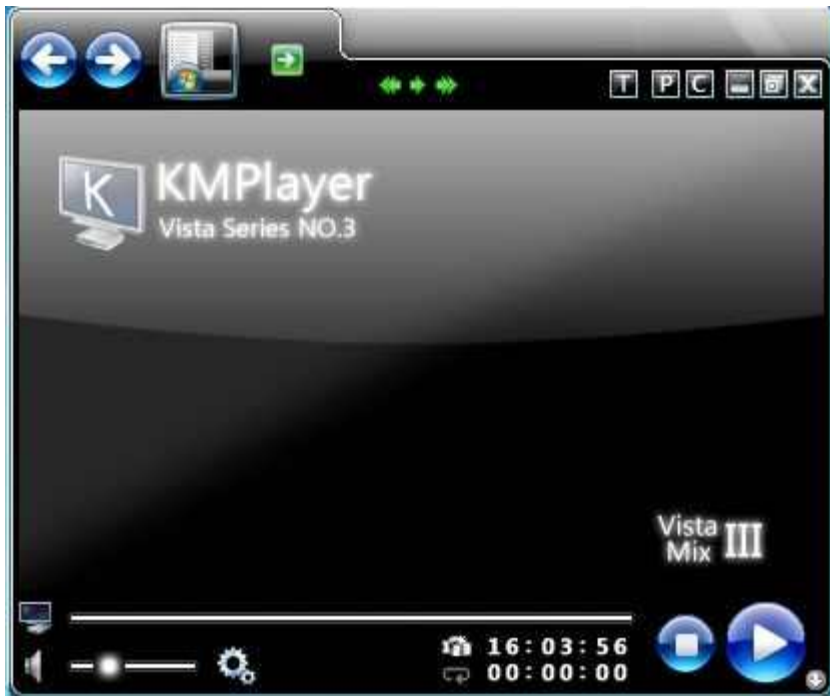 T P C
K
KMPlayer
Vista Series NO.3
Vista
Mix III
16:03:56
00:00:00